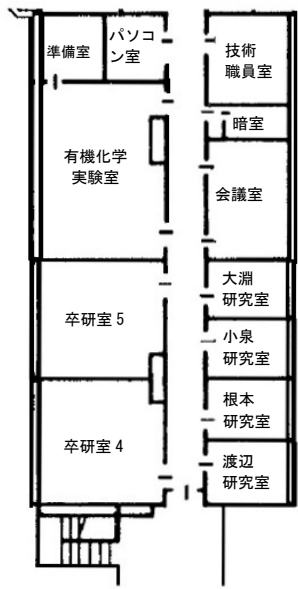 準備室
パソコ
ン室
技術
職員室
暗室
有機化学
実験室
会議室
大淵
研究室
卒研室 5
小泉
研究室
根本
研究室
卒研室 4
渡辺
研究室